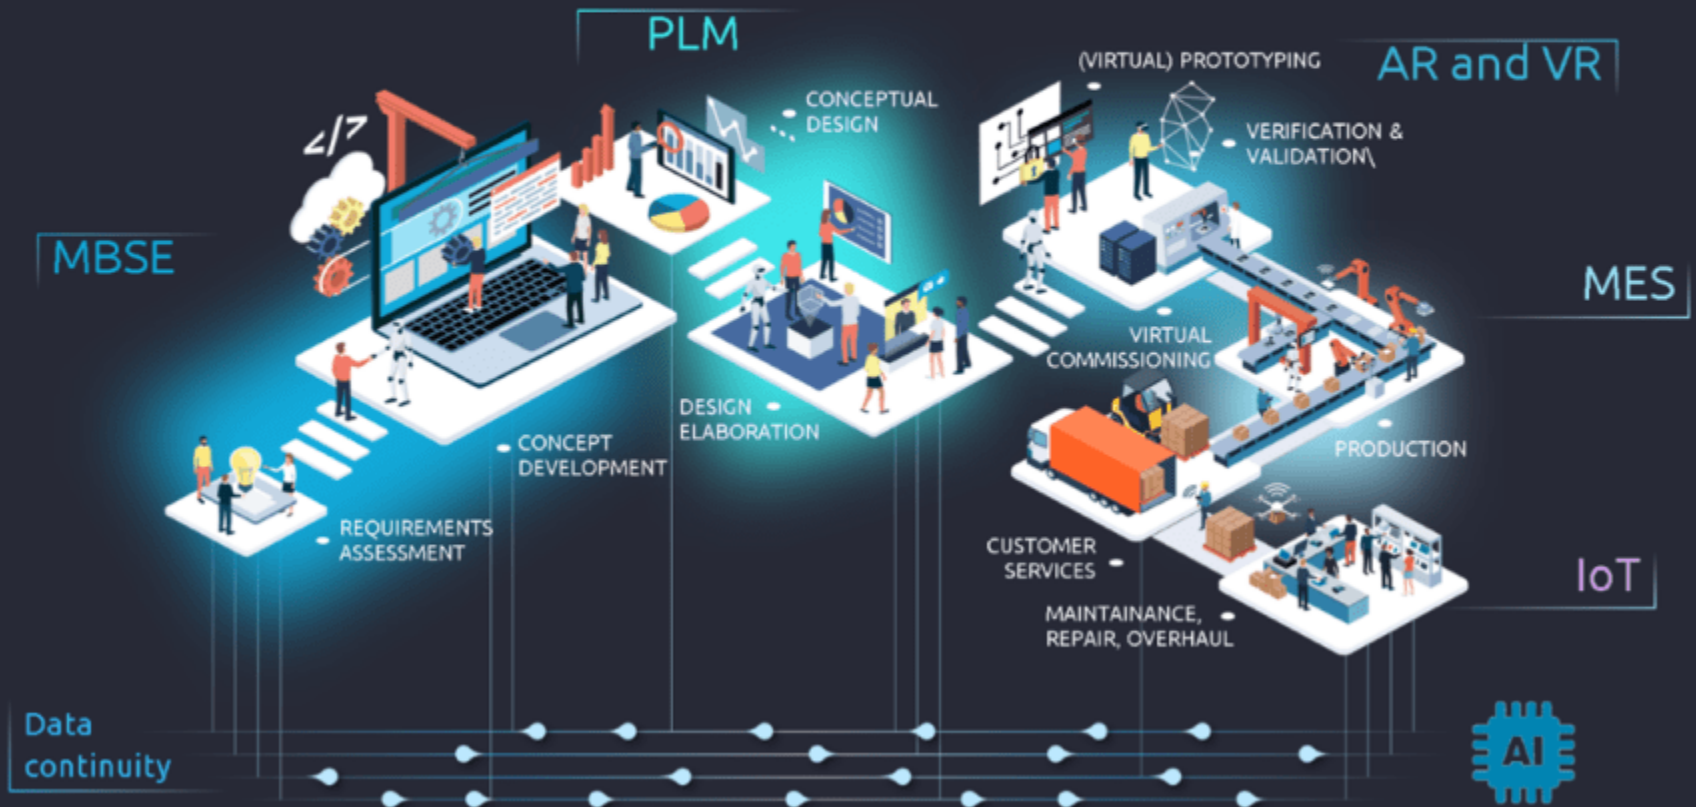 PLM
(VIRTUAL) PROTOTYPING
AR and VR
CONCEPTUAL
DESIGN
VERIFICATION &
VALIDATION\
</>
MBSE
MES
VIRTUAL
COMMISSIONING
DESIGN
ELABORATION
CONCEPT
DEVELOPMENT
PRODUCTION
REQUIREMENTS
ASSESSMENT
CUSTOMER
SERVICES
IoT
MAINTAINANCE,
REPAIR, OVERHAUL
Data
continuity
AI